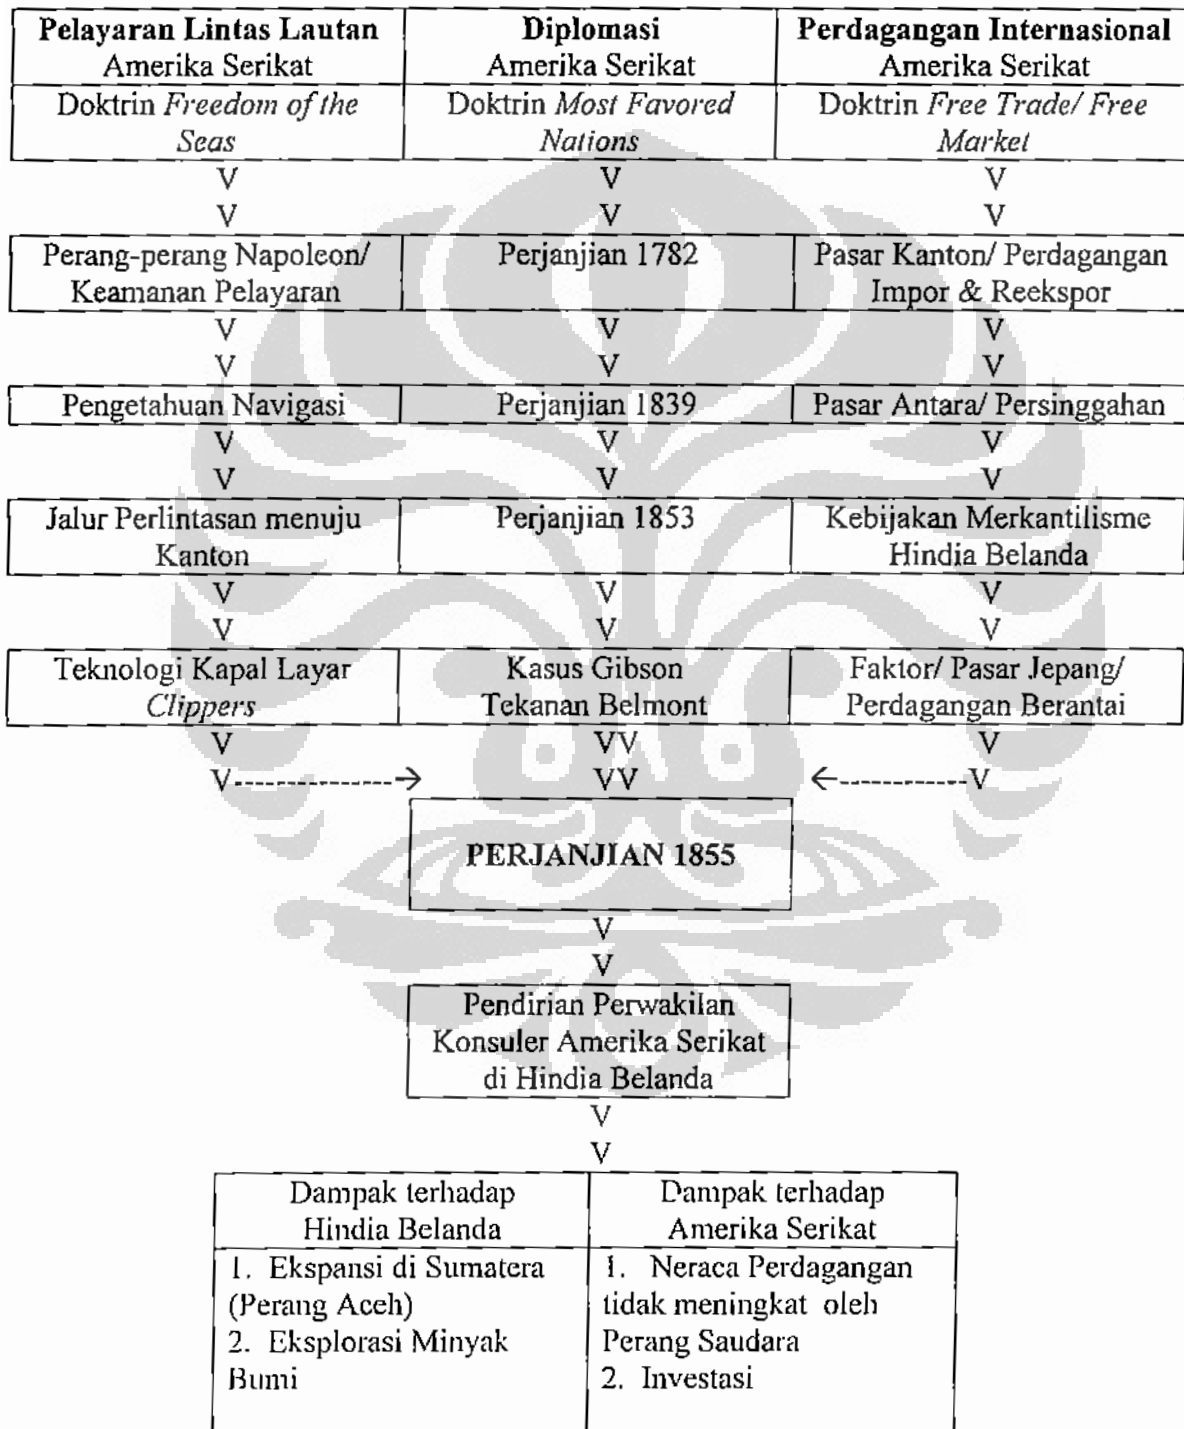 Pelayaran Lintas Lautan
Amerika Serikat
Diplomasi
Amerika Serikat
Perdagangan Internasional
Amerika Serikat
Doktrin Freedom of the
Seas
Doktrin Most Favored
Nations
Doktrin Free Trade/ Free
Market
V V V
V V V
Perang-perang Napoleon/
Keamanan Pelayaran
Perjanjian 1782
Pasar Kanton/ Perdagangan
Impor & Reekspor
V V V
V V V
Pengetahuan Navigasi
Perjanjian 1839
Pasar Antara/ Persinggahan
V V V
V V V
Jalur Perlintasan menuju
Kanton
Perjanjian 1853
Kebijakan Merkantilisme
Hindia Belanda
V V V
V V V
Teknologi Kapal Layar
Clippers
Kasus Gibson
Tekanan Belmont
Faktor/ Pasar Jepang/
Perdagangan Berantai
V VV V
V---------------→ VV ←-------------V
PERJANJIAN 1855
V
V
Pendirian Perwakilan
Konsuler Amerika Serikat
di Hindia Belanda
V
V
Dampak terhadap
Hindia Belanda
Dampak terhadap
Amerika Serikat
1. Ekspansi di Sumatera
(Perang Aceh)
2. Eksplorasi Minyak
Bumi
1. Neraca Perdagangan
tidak meningkat oleh
Perang Saudara
2. Investasi